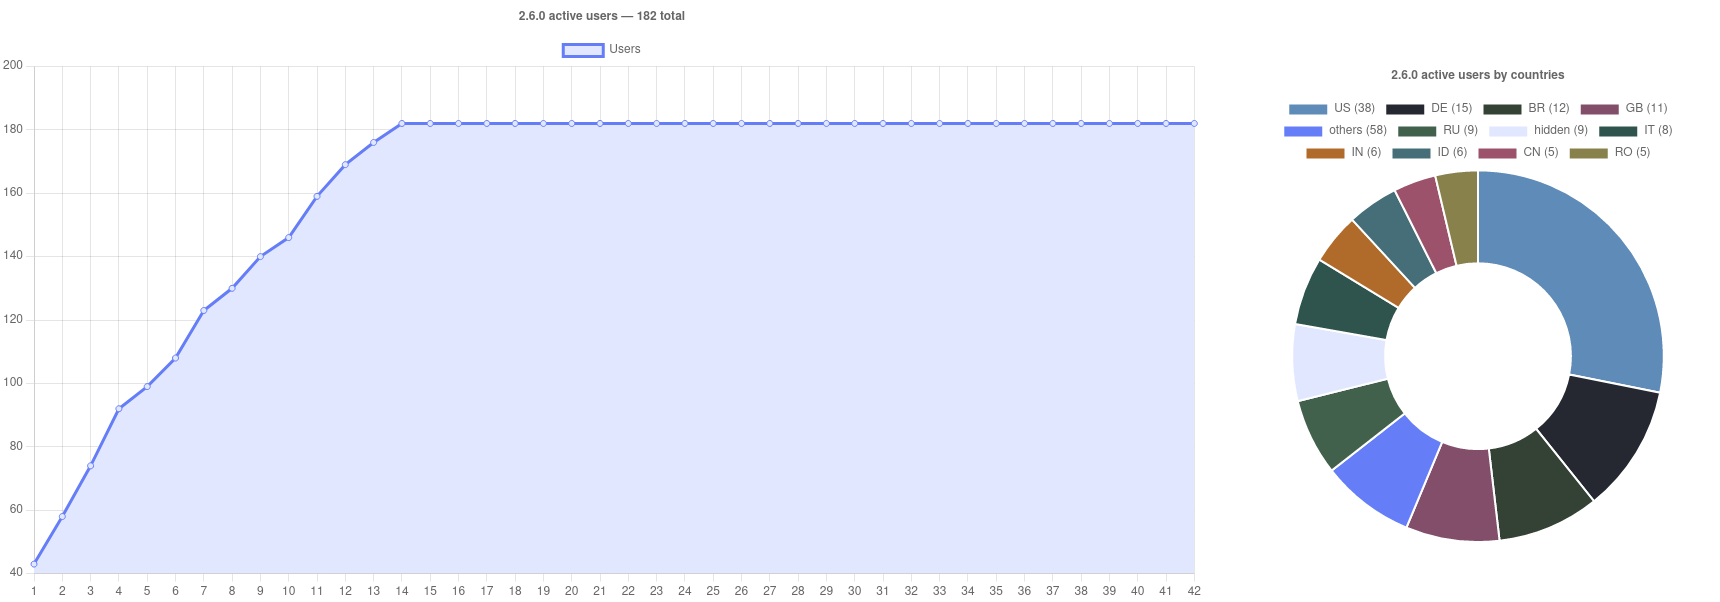 2.6.0 active users — 182 total
Users
200
180
160
140
120
100
80
60
40
1 2 3 4 5 6 7 8 9 10 11 12 13 14 15 16 17 18 19 20 21 22 23 24 25 26 27 28 29 30 31 32 33 34 35 36 37 38 39 40 41 42
2.6.0 active users by countries
US (38) DE (15) BR (12) GB (11)
others (58) RU (9) hidden (9) IT (8)
IN (6) ID (6) CN (5) RO (5)